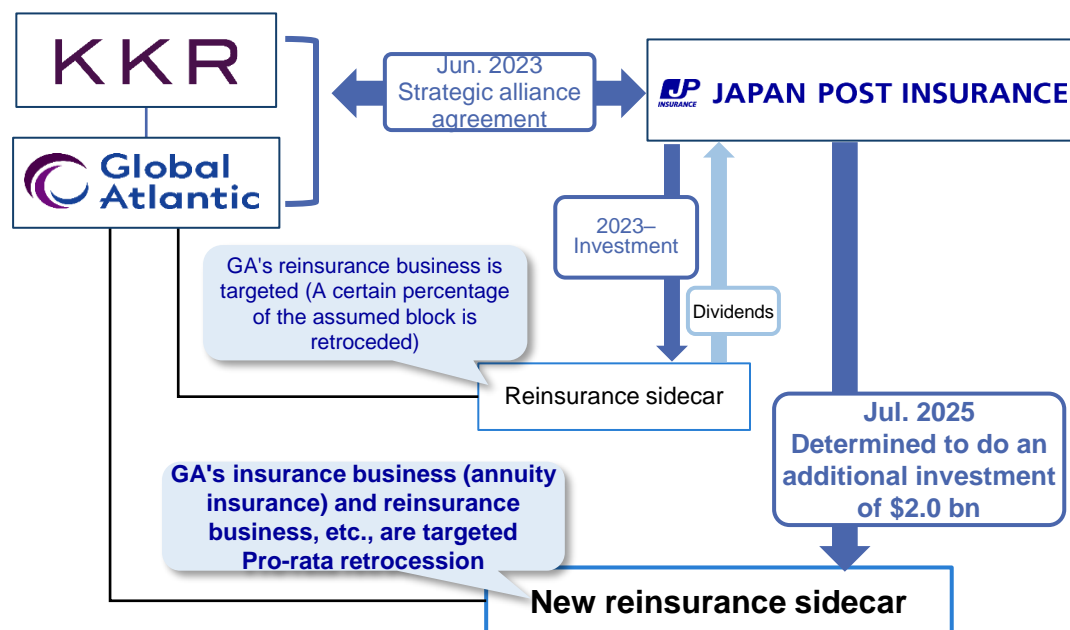 KKR
Global
Atlantic
Jun. 2023
Strategic alliance
agreement
JP
INSURANCE
JAPAN POST INSURANCE
2023–
Investment
Dividends
GA's reinsurance business is
targeted (A certain percentage
of the assumed block is
retroceded)
Reinsurance sidecar
Jul. 2025
Determined to do an
additional investment
of $2.0 bn
GA's insurance business (annuity
insurance) and reinsurance
business, etc., are targeted
Pro-rata retrocession
New reinsurance sidecar